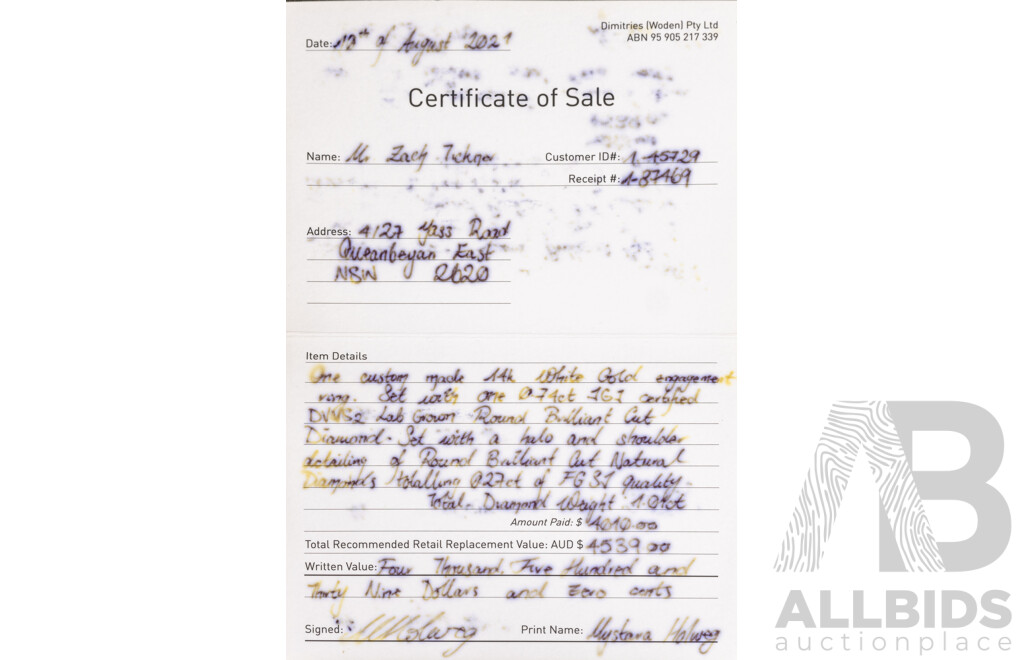 Dimitries (Woden) Pty Ltd
ABN 95 905 217 339
Date: 12th of August 2021
Certificate of Sale
Name: Mr Zach
Customer ID#: 1-45729
Receipt #: 1-87469
Address: 4/27 Yass Road
Queanbeyan East
NSW 2620
Item Details
One custom made 14k White Gold engagement
ring. Set with one 0.74ct IGI certified
DVVS2 Lab Grown Round Brilliant Cut
Diamond. Set with a halo and shoulder
detailing of Round Brilliant Cut Natural
Diamonds totalling 0.27ct of FG SI quality.
Total Diamond Weight 1.01ct
Amount Paid: $ 4010.00
Total Recommended Retail Replacement Value: AUD $ 4539.00
Written Value: Four Thousand, Five Hundred and
Thirty Nine Dollars and zero cents
Signed:
Print Name: Holweg
AB
ALLBIDS
auctionplace